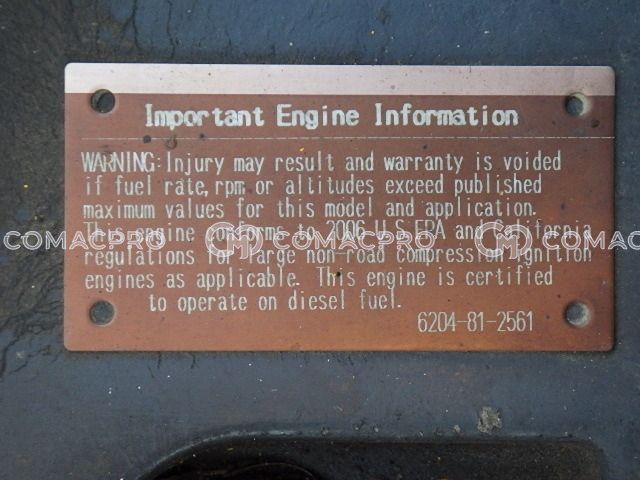 Important Engine Information
WARNING: Injury may result and warranty is voided
if fuel rate, rpm or altitudes exceed published
maximum values for this model and application.
This engine conforms to 2006 U.S.EPA and California
COMACPRO COMACPRO
regulations for large non-road compression ignition
engines as applicable. This engine is certified
to operate on diesel fuel.
6204-81-2561